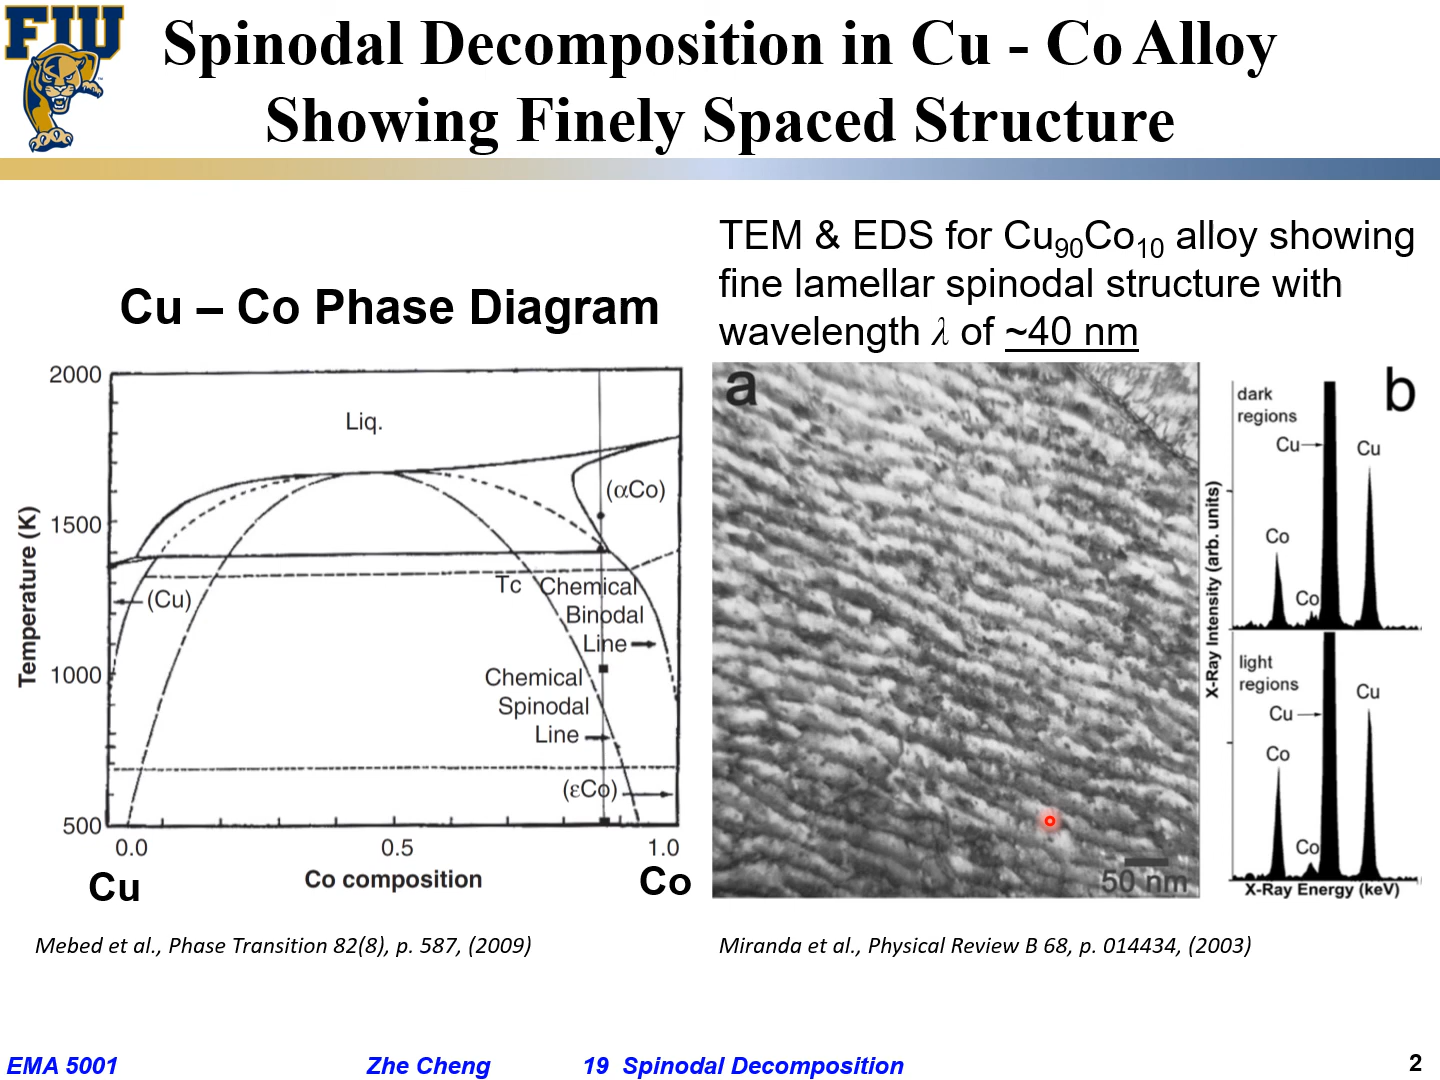 FIU
Spinodal Decomposition in Cu - Co Alloy
Showing Finely Spaced Structure
Cu – Co Phase Diagram
2000
1500
1000
500
Temperature (K)
Liq.
(αCo)
(Cu)
Tc Chemical
Binodal
Line
Chemical
Spinodal
Line
(εCo)
0.0
0.5
1.0
Cu
Co composition
Co
Mebed et al., Phase Transition 82(8), p. 587, (2009)
TEM & EDS for Cu90Co10 alloy showing
fine lamellar spinodal structure with
wavelength λ of ~40 nm
a
50 nm
b
X-Ray Intensity (arb. units)
dark
regions
Cu
Cu
Co
Co
light
regions
Cu
Cu
Co
Co
X-Ray Energy (keV)
Miranda et al., Physical Review B 68, p. 014434, (2003)
EMA 5001
Zhe Cheng
19 Spinodal Decomposition
2